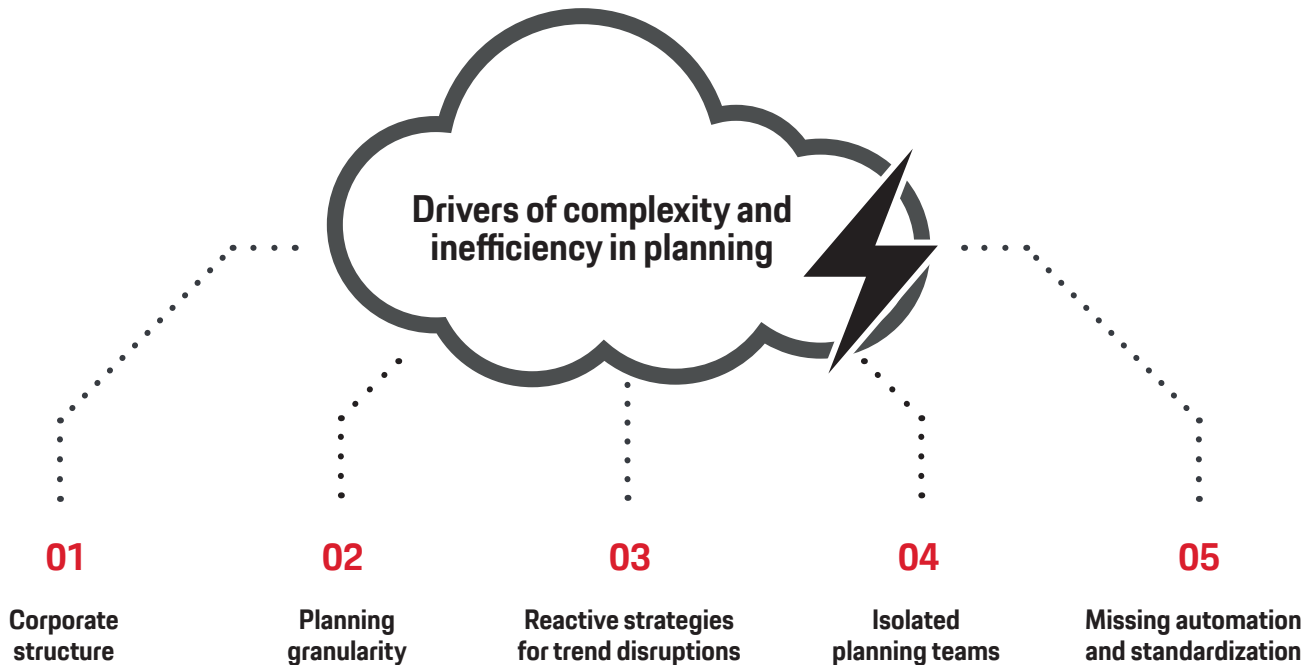 Drivers of complexity and
inefficiency in planning
01
Corporate
structure
02
Planning
granularity
03
Reactive strategies
for trend disruptions
04
Isolated
planning teams
05
Missing automation
and standardization